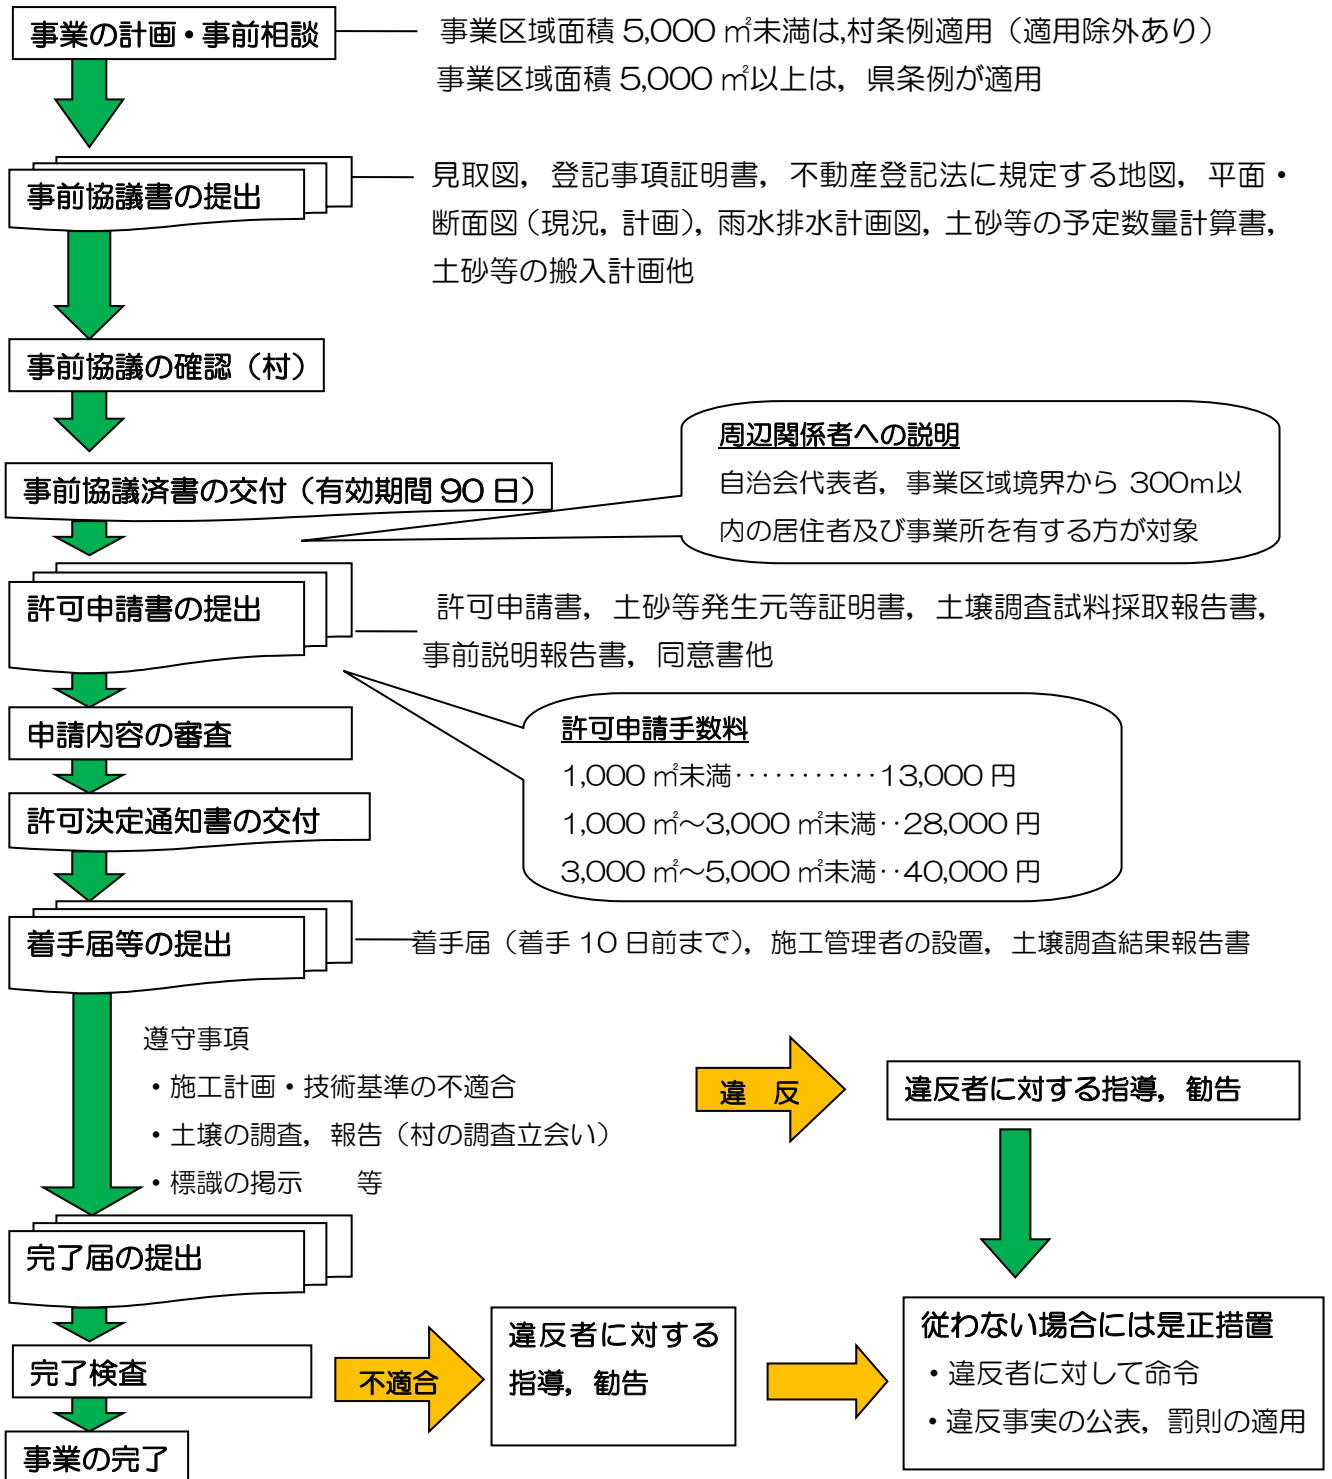 事業の計画・事前相談
事業区域面積 5,000 ㎡未満は,村条例適用（適用除外あり）
事業区域面積 5,000 ㎡以上は，県条例が適用
事前協議書の提出
見取図，登記事項証明書，不動産登記法に規定する地図，平面・
断面図（現況，計画），雨水排水計画図，土砂等の予定数量計算書，
土砂等の搬入計画他
事前協議の確認（村）
事前協議済書の交付（有効期間 90 日）
周辺関係者への説明
自治会代表者，事業区域境界から 300m以
内の居住者及び事業所を有する方が対象
許可申請書の提出
許可申請書，土砂等発生元等証明書，土壌調査試料採取報告書，
事前説明報告書，同意書他
許可申請手数料
1,000 ㎡未満‥‥‥‥‥‥13,000 円
1,000 ㎡～3,000 ㎡未満‥28,000 円
3,000 ㎡～5,000 ㎡未満‥40,000 円
申請内容の審査
許可決定通知書の交付
着手届等の提出
着手届（着手 10 日前まで），施工管理者の設置，土壌調査結果報告書
遵守事項
・施工計画・技術基準の不適合
・土壌の調査，報告（村の調査立会い）
・標識の掲示　　等
違　反
違反者に対する指導，勧告
完了届の提出
完了検査
不適合
違反者に対する
指導，勧告
従わない場合には是正措置
・違反者に対して命令
・違反事実の公表，罰則の適用
事業の完了